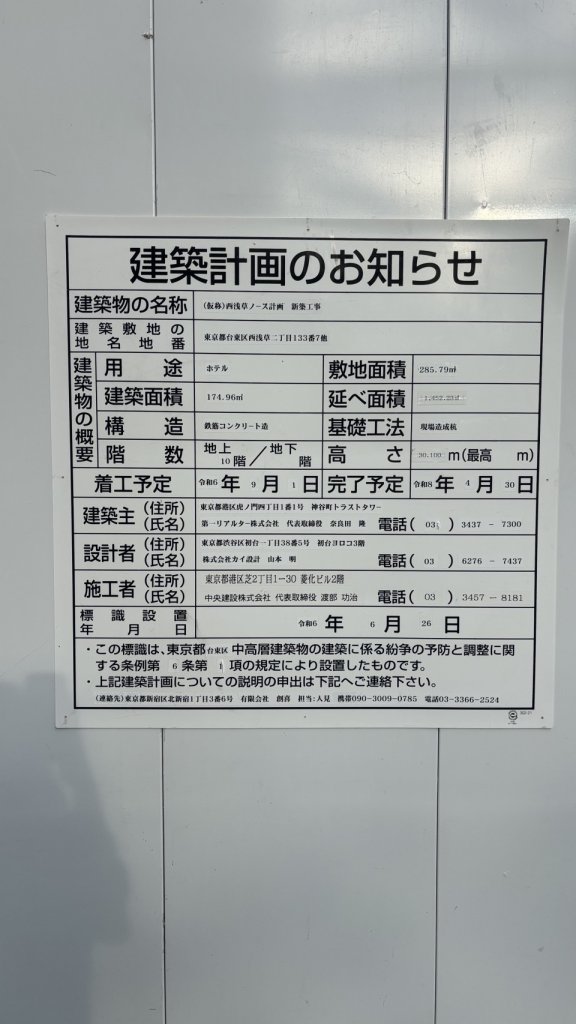 建築計画のお知らせ
建築物の名称 (仮称)西浅草ノース計画 新築工事
建築敷地の地名地番 東京都台東区西浅草二丁目133番7他
建築物の概要
用途 ホテル 敷地面積 285.79㎡
建築面積 174.96㎡ 延べ面積
構造 鉄筋コンクリート造 基礎工法 現場造成杭
階数 地上10階/地下 階 高さ 30.100m(最高 m)
着工予定 令和6年9月1日 完了予定 令和8年4月30日
建築主(住所)(氏名) 東京都港区虎ノ門四丁目1番1号 神谷町トラストタワー
第一リアルター株式会社 代表取締役 奈良田 隆 電話(03)3437-7300
設計者(住所)(氏名) 東京都渋谷区初台一丁目38番5号 初台ヨロコ3階
株式会社カイ設計 山本 明 電話(03)6276-7437
施工者(住所)(氏名) 東京都港区芝2丁目1-30 菱化ビル2階
中央建設株式会社 代表取締役 渡部 功治 電話(03)3457-8181
標識設置年月日 令和6年6月26日
・この標識は、東京都台東区中高層建築物の建築に係る紛争の予防と調整に関
する条例第6条第1項の規定により設置したものです。
・上記建築計画についての説明の申出は下記へご連絡下さい。
(連絡先)東京都新宿区北新宿1丁目3番6号 有限会社 創喜 担当:人見 携帯090-3009-0785 電話03-3366-2524